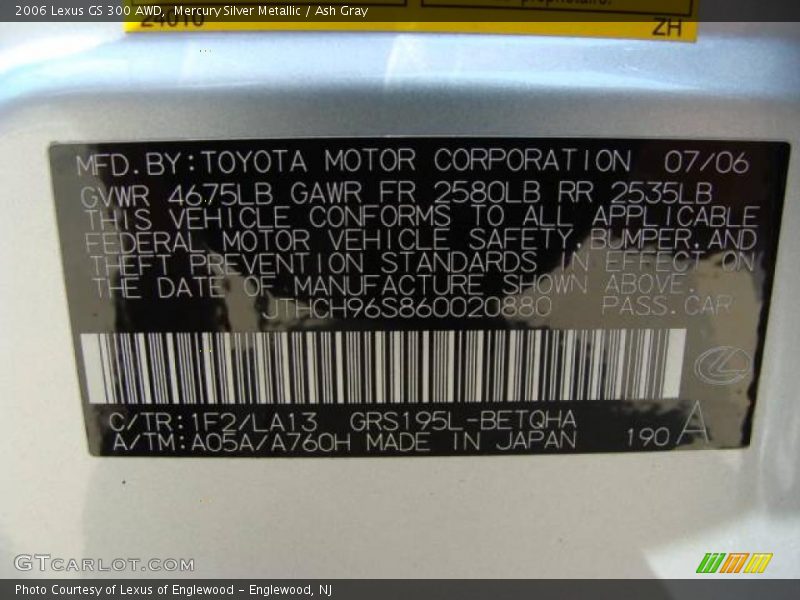 2006 Lexus GS 300 AWD, Mercury Silver Metallic / Ash Gray
24010
ZH
MFD.BY:TOYOTA MOTOR CORPORATION 07/06
GVWR 4675LB GAWR FR 2580LB RR 2535LB
THIS VEHICLE CONFORMS TO ALL APPLICABLE
FEDERAL MOTOR VEHICLE SAFETY,BUMPER,AND
THEFT PREVENTION STANDARDS IN EFFECT ON
THE DATE OF MANUFACTURE SHOWN ABOVE.
JTHCH96S860020880 PASS.CAR
C/TR:1F2/LA13 GRS195L-BETQHA
A/TM:A05A/A760H MADE IN JAPAN 190 A
GTCARLOT.COM
Photo Courtesy of Lexus of Englewood - Englewood, NJ